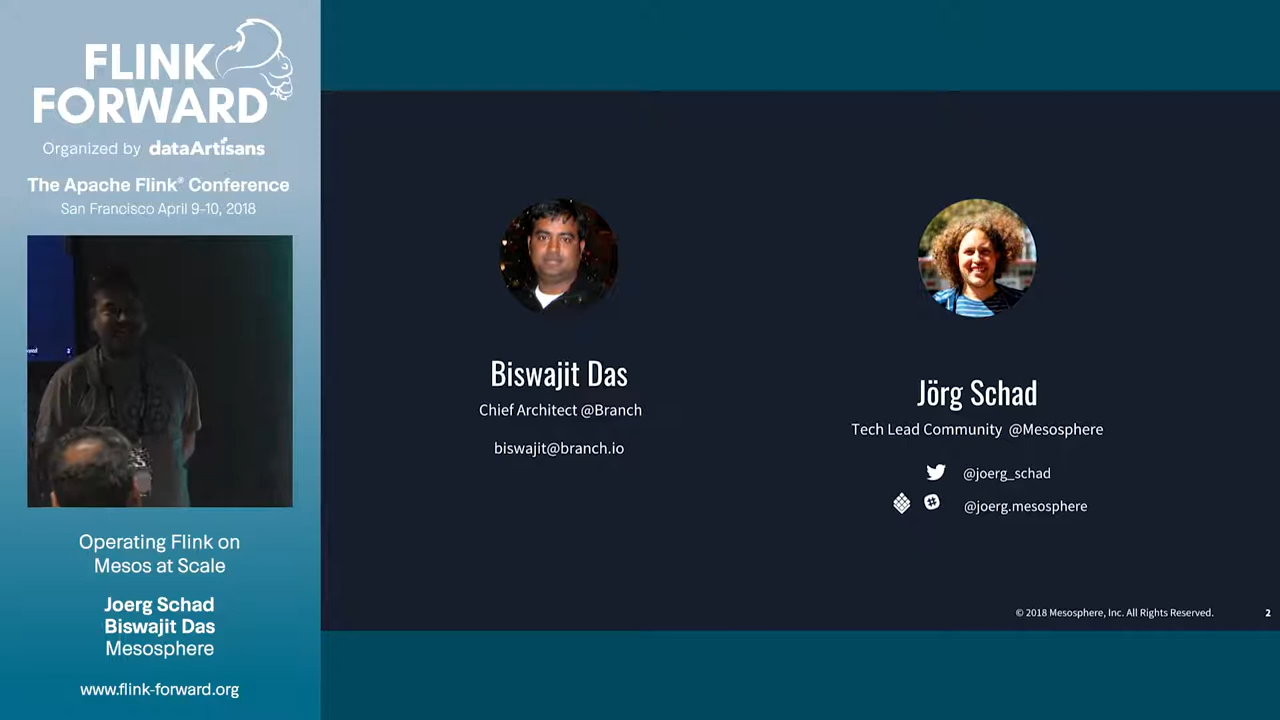 FLINK
FORWARD
Organized by dataArtisans
The Apache Flink® Conference
San Francisco April 9-10, 2018
Operating Flink on
Mesos at Scale
Joerg Schad
Biswajit Das
Mesosphere
www.flink-forward.org
Biswajit Das
Chief Architect @Branch
biswajit@branch.io
Jörg Schad
Tech Lead Community @Mesosphere
@joerg_schad
@joerg.mesosphere
© 2018 Mesosphere, Inc. All Rights Reserved.
2